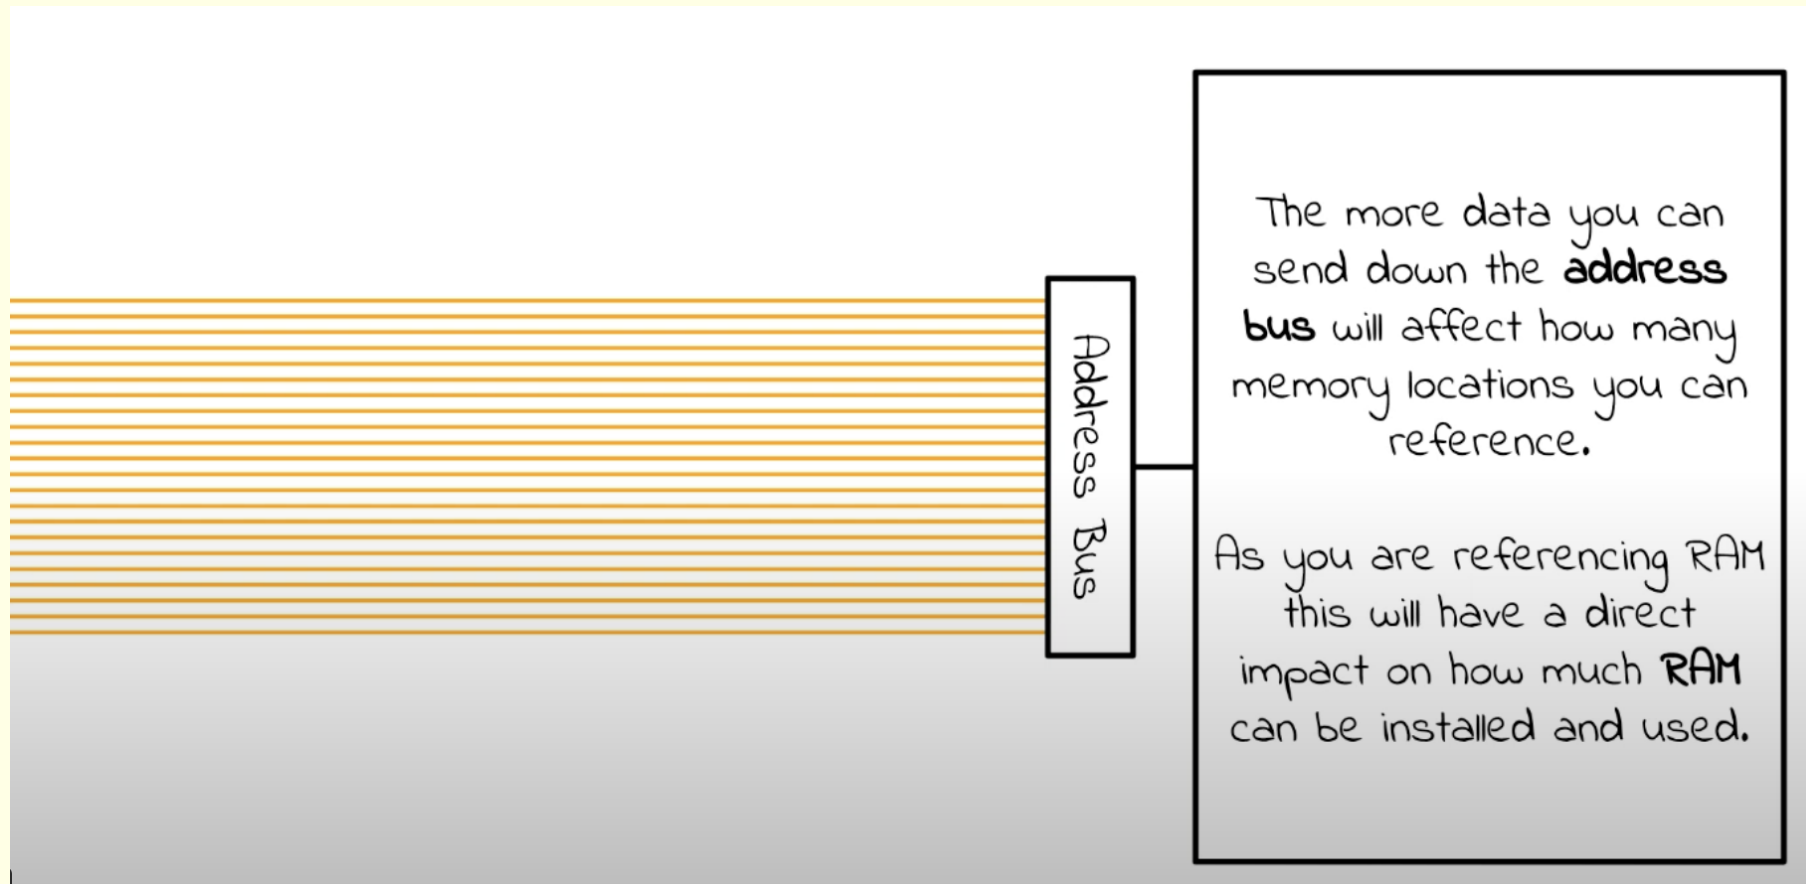 Address Bus
The more data you can
send down the address
bus will affect how many
memory locations you can
reference.
As you are referencing RAM
this will have a direct
impact on how much RAM
can be installed and used.